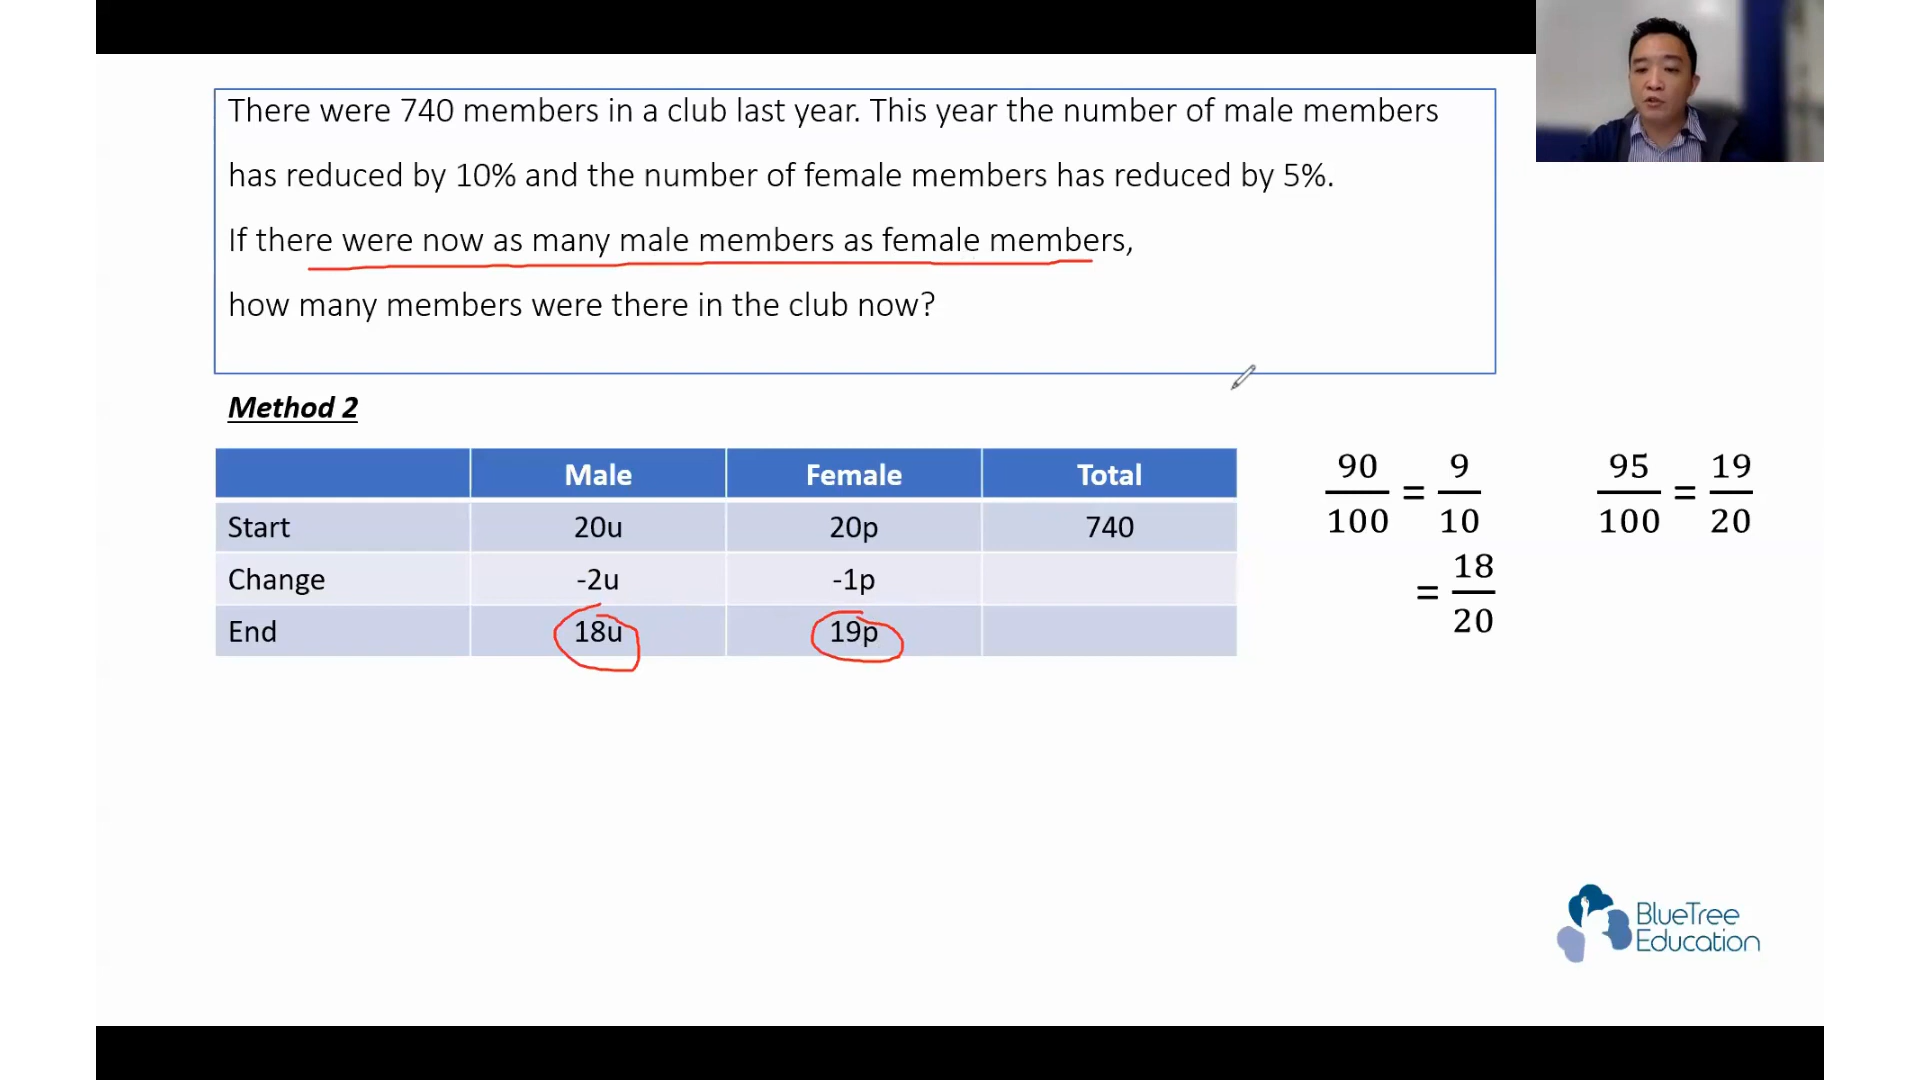 There were 740 members in a club last year. This year the number of male members
has reduced by 10% and the number of female members has reduced by 5%.
If there were now as many male members as female members,
how many members were there in the club now?
Method 2
Male Female Total
Start 20u 20p 740
Change -2u -1p
End 18u 19p
90/100 = 9/10
= 18/20
95/100 = 19/20
BlueTree
Education